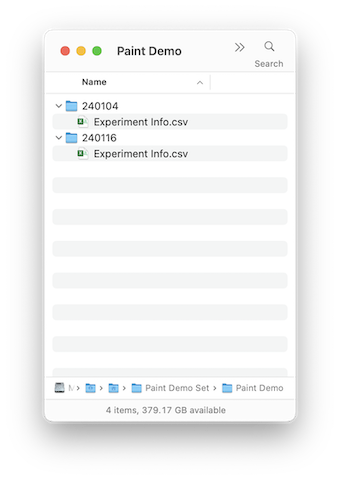 Paint Demo
Search
Name
240104
Experiment Info.csv
240116
Experiment Info.csv
Paint Demo Set
Paint Demo
4 items, 379.17 GB available